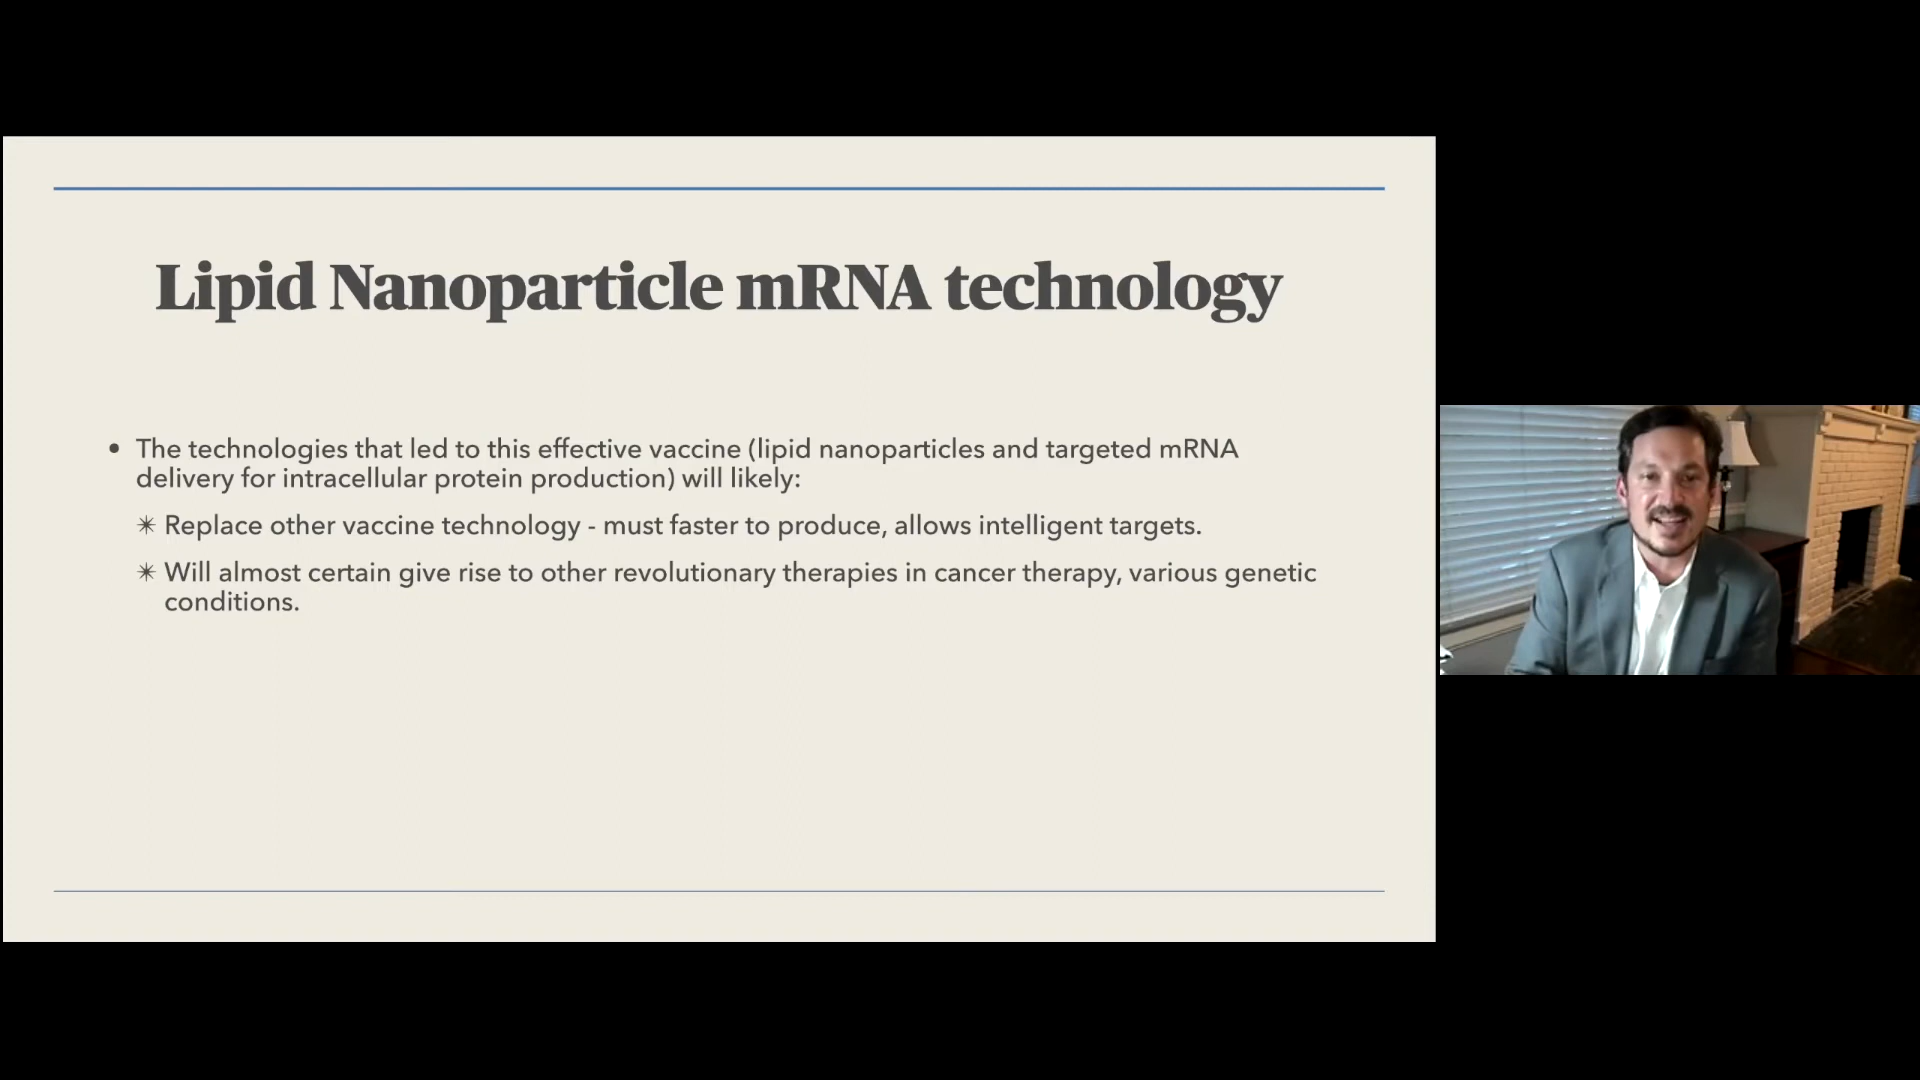 Lipid Nanoparticle mRNA technology
• The technologies that led to this effective vaccine (lipid nanoparticles and targeted mRNA
delivery for intracellular protein production) will likely:
✴ Replace other vaccine technology - must faster to produce, allows intelligent targets.
✴ Will almost certain give rise to other revolutionary therapies in cancer therapy, various genetic
conditions.